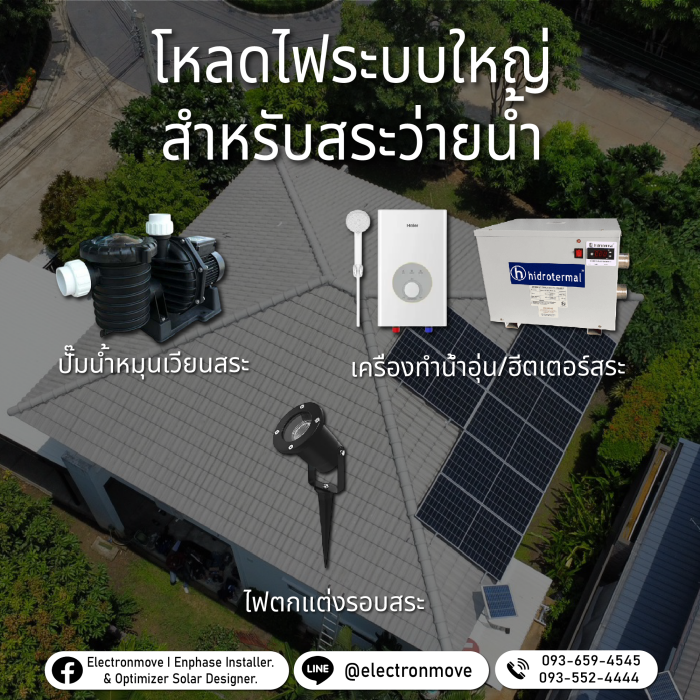 โหลดไฟระบบใหญ่
สำหรับสระว่ายน้ำ
Haier
hidrotermal
ปั๊มน้ำหมุนเวียนสระ
เครื่องทำน้ำอุ่น/ฮีตเตอร์สระ
ไฟตกแต่งรอบสระ
Electronmove | Enphase Installer.
& Optimizer Solar Designer.
LINE
@electronmove
093-659-4545
093-552-4444